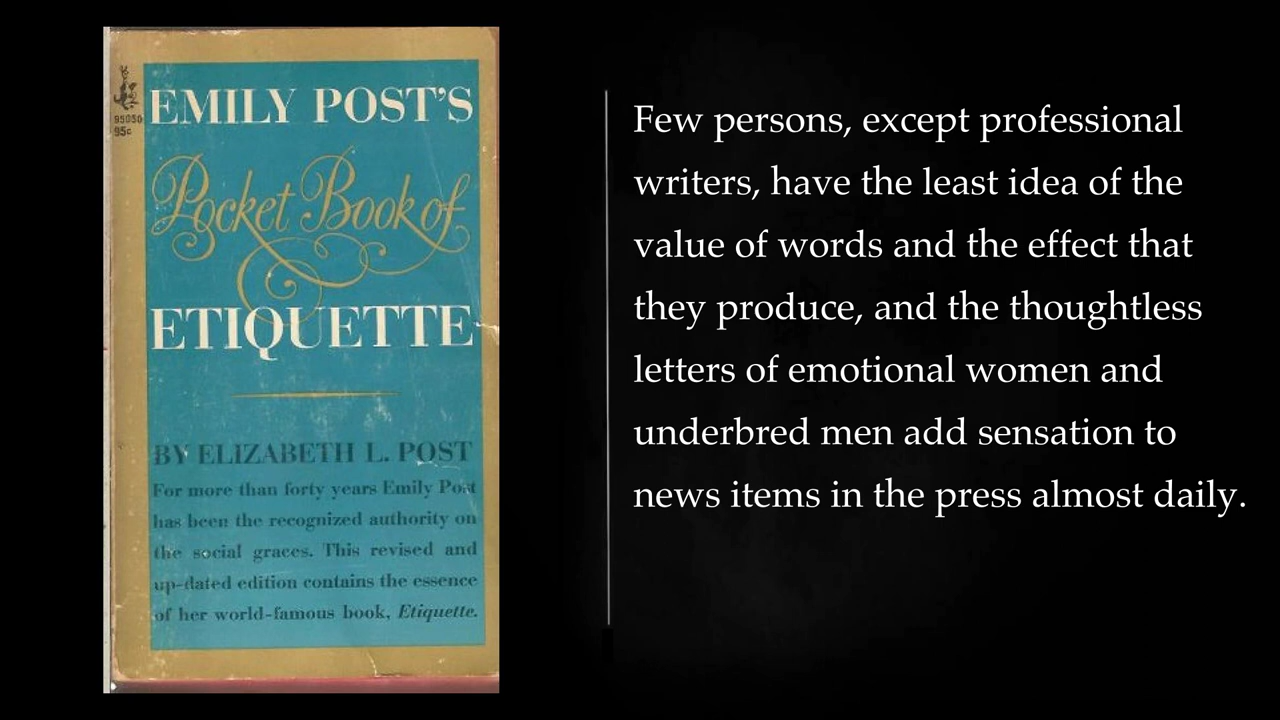 95050
95c
EMILY POST'S
Pocket Book of
ETIQUETTE
BY ELIZABETH L. POST
For more than forty years Emily Post
has been the recognized authority on
the social graces. This revised and
up-dated edition contains the essence
of her world-famous book, Etiquette.
Few persons, except professional
writers, have the least idea of the
value of words and the effect that
they produce, and the thoughtless
letters of emotional women and
underbred men add sensation to
news items in the press almost daily.